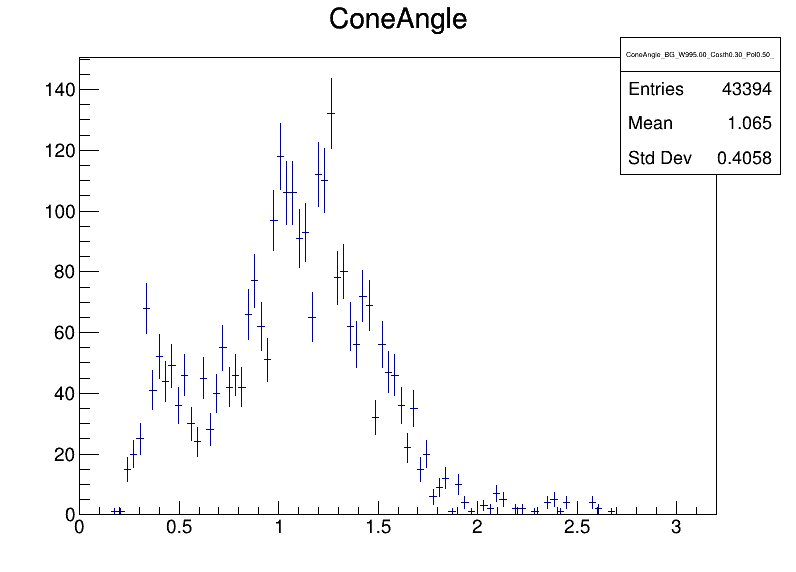 ConeAngle
ConeAngle_BG_W995.00_Costh0.30_Pol0.50_
Entries 43394
Mean 1.065
Std Dev 0.4058
140
120
100
80
60
40
20
0
0 0.5 1 1.5 2 2.5 3